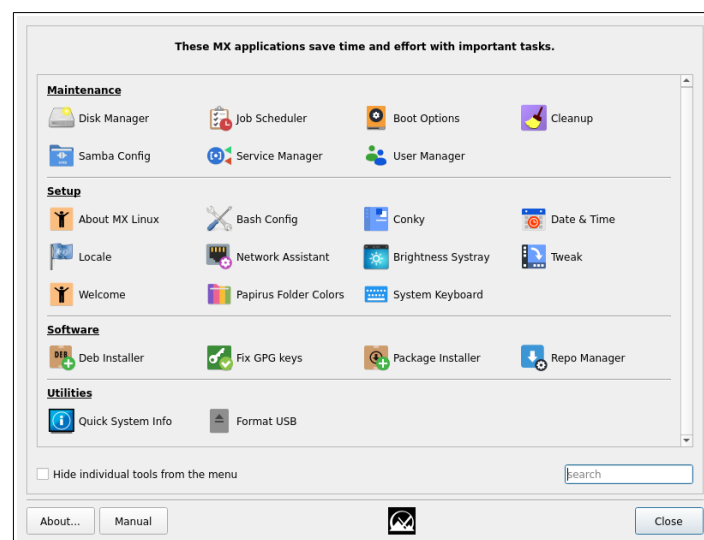 These MX applications save time and effort with important tasks.
Maintenance
Disk Manager Job Scheduler Boot Options Cleanup
Samba Config Service Manager User Manager
Setup
About MX Linux Bash Config Conky Date & Time
Locale Network Assistant Brightness Systray Tweak
Welcome Papirus Folder Colors System Keyboard
Software
DEB Deb Installer Fix GPG keys Package Installer Repo Manager
Utilities
Quick System Info Format USB
Hide individual tools from the menu search
About... Manual Close